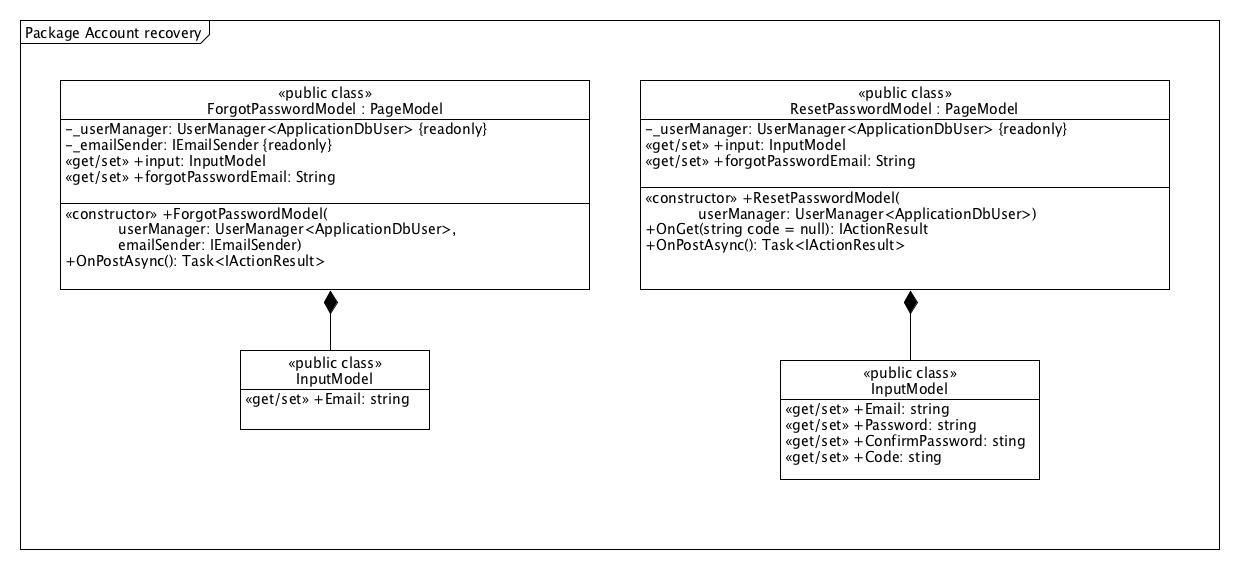 Package Account recovery
«public class»
ForgotPasswordModel : PageModel
-_userManager: UserManager<ApplicationDbUser> {readonly}
-_emailSender: IEmailSender {readonly}
«get/set» +input: InputModel
«get/set» +forgotPasswordEmail: String
«constructor» +ForgotPasswordModel(
userManager: UserManager<ApplicationDbUser>,
emailSender: IEmailSender)
+OnPostAsync(): Task<IActionResult>
«public class»
InputModel
«get/set» +Email: string
«public class»
ResetPasswordModel : PageModel
-_userManager: UserManager<ApplicationDbUser> {readonly}
«get/set» +input: InputModel
«get/set» +forgotPasswordEmail: String
«constructor» +ResetPasswordModel(
userManager: UserManager<ApplicationDbUser>)
+OnGet(string code = null): IActionResult
+OnPostAsync(): Task<IActionResult>
«public class»
InputModel
«get/set» +Email: string
«get/set» +Password: string
«get/set» +ConfirmPassword: sting
«get/set» +Code: sting